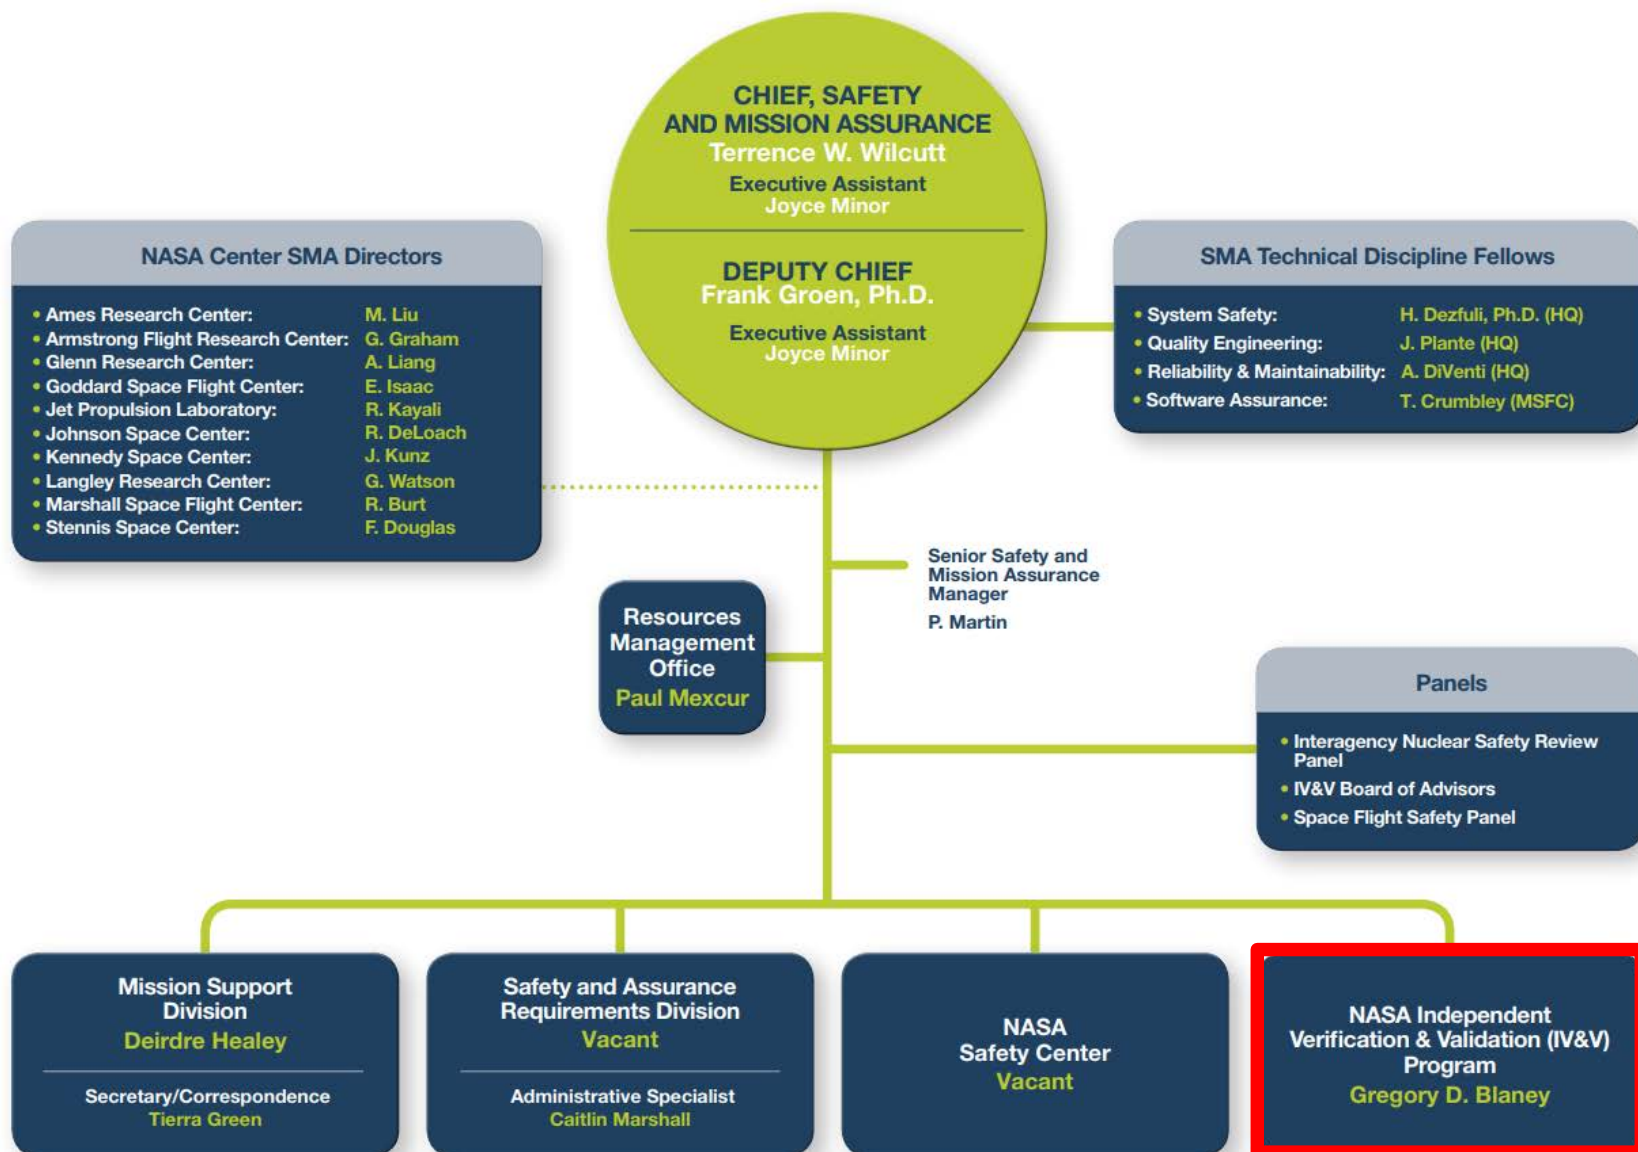 CHIEF, SAFETY
AND MISSION ASSURANCE
Terrence W. Wilcutt
Executive Assistant
Joyce Minor
DEPUTY CHIEF
Frank Groen, Ph.D.
Executive Assistant
Joyce Minor
NASA Center SMA Directors
• Ames Research Center: M. Liu
• Armstrong Flight Research Center: G. Graham
• Glenn Research Center: A. Liang
• Goddard Space Flight Center: E. Isaac
• Jet Propulsion Laboratory: R. Kayali
• Johnson Space Center: R. DeLoach
• Kennedy Space Center: J. Kunz
• Langley Research Center: G. Watson
• Marshall Space Flight Center: R. Burt
• Stennis Space Center: F. Douglas
SMA Technical Discipline Fellows
• System Safety: H. Dezfuli, Ph.D. (HQ)
• Quality Engineering: J. Plante (HQ)
• Reliability & Maintainability: A. DiVenti (HQ)
• Software Assurance: T. Crumbley (MSFC)
Senior Safety and
Mission Assurance
Manager
P. Martin
Resources
Management
Office
Paul Mexcur
Panels
• Interagency Nuclear Safety Review
Panel
• IV&V Board of Advisors
• Space Flight Safety Panel
Mission Support
Division
Deirdre Healey
Secretary/Correspondence
Tierra Green
Safety and Assurance
Requirements Division
Vacant
Administrative Specialist
Caitlin Marshall
NASA
Safety Center
Vacant
NASA Independent
Verification & Validation (IV&V)
Program
Gregory D. Blaney